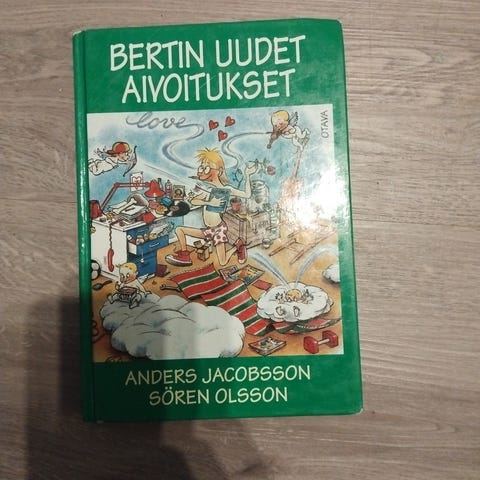 BERTIN UUDET
AIVOITUKSET
love
OTAVA
ANDERS JACOBSSON
SÖREN OLSSON